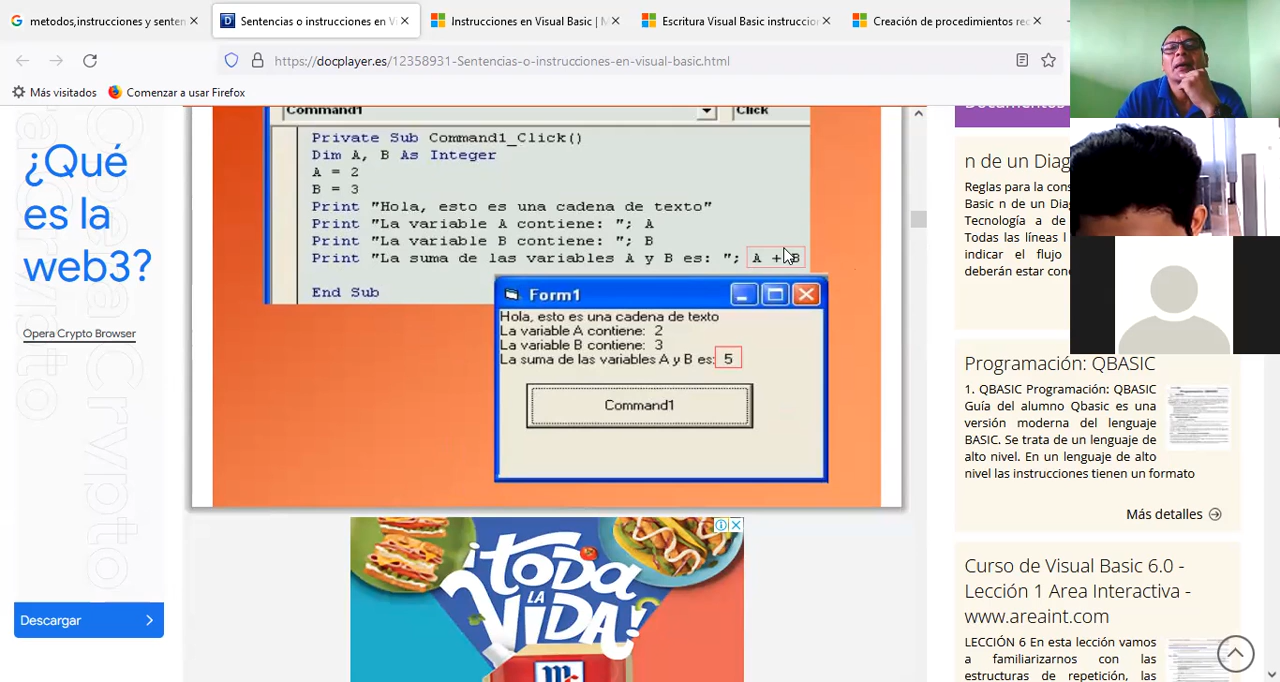 metodos,instrucciones y senten
Sentencias o instrucciones en V
Instrucciones en Visual Basic | M
Escritura Visual Basic instruccion
Creación de procedimientos rec
https://docplayer.es/12358931-Sentencias-o-instrucciones-en-visual-basic.html
Más visitados
Comenzar a usar Firefox
¿Qué
es la
web3?
Opera Crypto Browser
Descargar
Command1
Click
Private Sub Command1_Click()
Dim A, B As Integer
A = 2
B = 3
Print "Hola, esto es una cadena de texto"
Print "La variable A contiene: "; A
Print "La variable B contiene: "; B
Print "La suma de las variables A y B es: "; A + B
End Sub
Form1
Hola, esto es una cadena de texto
La variable A contiene: 2
La variable B contiene: 3
La suma de las variables A y B es: 5
Command1
¡TODA
LA
VIDA!
Documentos
n de un Diag
Reglas para la cons
Basic n de un Diag
Tecnología a de
Todas las líneas l
indicar el flujo
deberán estar con
Programación: QBASIC
1. QBASIC Programación: QBASIC
Guía del alumno Qbasic es una
versión moderna del lenguaje
BASIC. Se trata de un lenguaje de
alto nivel. En un lenguaje de alto
nivel las instrucciones tienen un formato
Más detalles
Curso de Visual Basic 6.0 -
Lección 1 Area Interactiva -
www.areaint.com
LECCIÓN 6 En esta lección vamos
a familiarizarnos con las
estructuras de repetición, las